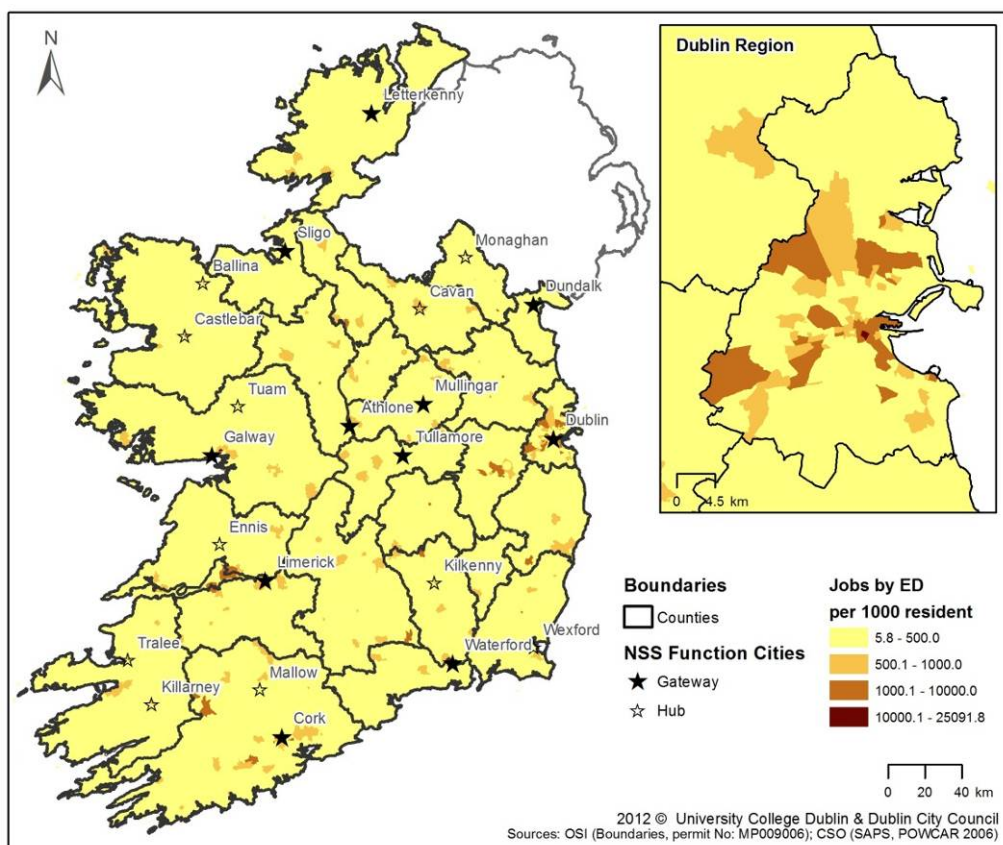 N
Letterkenny
Sligo
Monaghan
Ballina
Cavan
Dundalk
Castlebar
Tuam
Mullingar
Athlone
Dublin
Galway
Tullamore
Ennis
Limerick
Kilkenny
Tralee
Waterford
Wexford
Killarney
Mallow
Cork
Dublin Region
0 4.5 km
Boundaries
Counties
NSS Function Cities
Gateway
Hub
Jobs by ED
per 1000 resident
5.8 - 500.0
500.1 - 1000.0
1000.1 - 10000.0
10000.1 - 25091.8
0 20 40 km
2012 © University College Dublin & Dublin City Council
Sources: OSI (Boundaries, permit No: MP009006); CSO (SAPS, POWCAR 2006)